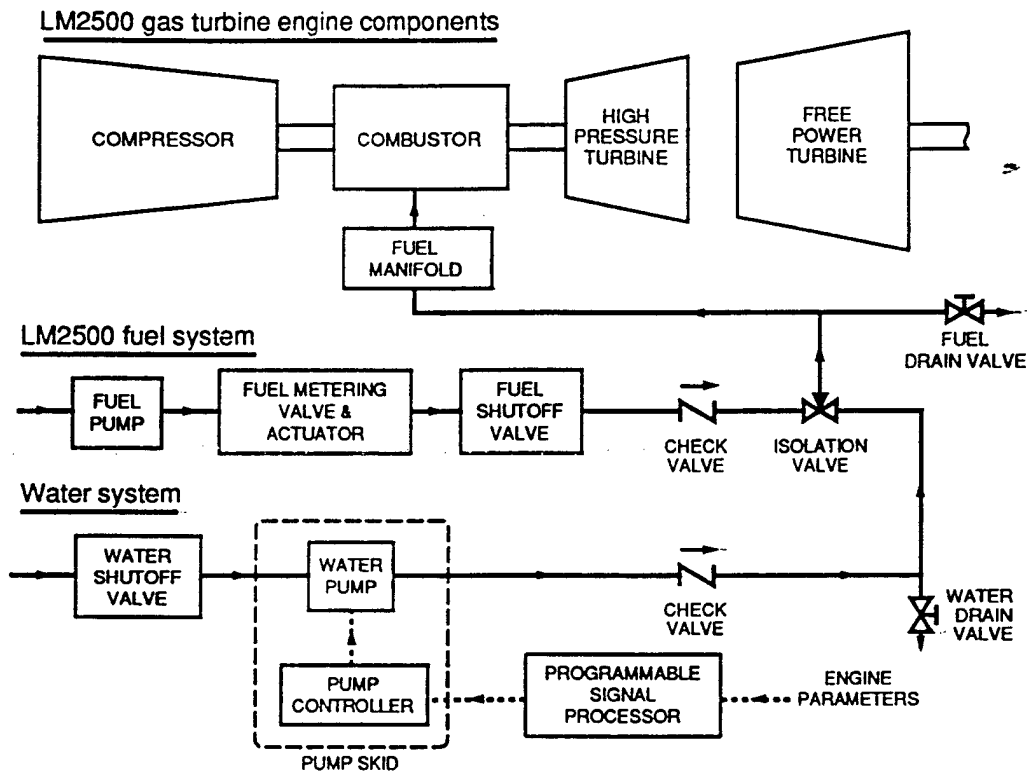 LM2500 gas turbine engine components
COMPRESSOR
COMBUSTOR
HIGH
PRESSURE
TURBINE
FREE
POWER
TURBINE
FUEL
MANIFOLD
LM2500 fuel system
FUEL
DRAIN VALVE
FUEL
PUMP
FUEL METERING
VALVE &
ACTUATOR
FUEL
SHUTOFF
VALVE
CHECK
VALVE
ISOLATION
VALVE
Water system
WATER
SHUTOFF
VALVE
WATER
PUMP
CHECK
VALVE
WATER
DRAIN
VALVE
PUMP
CONTROLLER
PROGRAMMABLE
SIGNAL
PROCESSOR
ENGINE
PARAMETERS
PUMP SKID